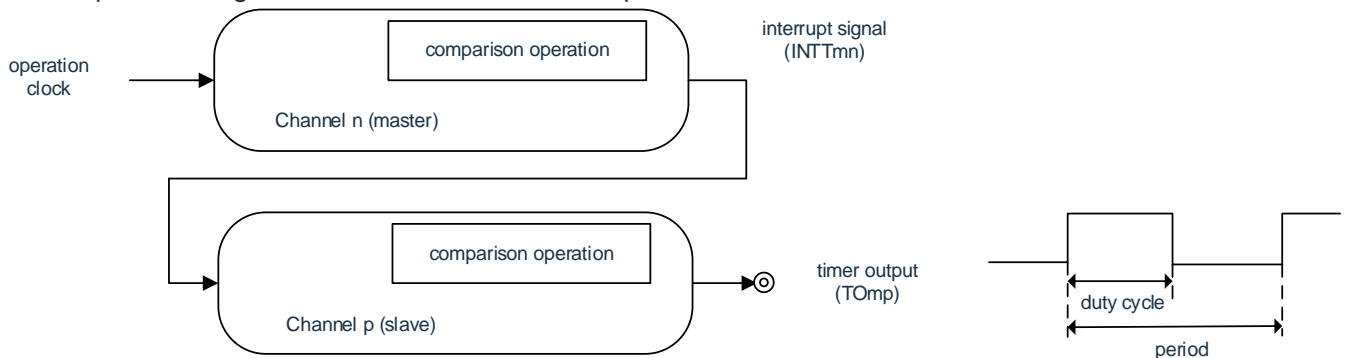 comparison operation
interrupt signal
(INTTmn)
operation
clock
Channel n (master)
comparison operation
timer output
(TOmp)
Channel p (slave)
duty cycle
period